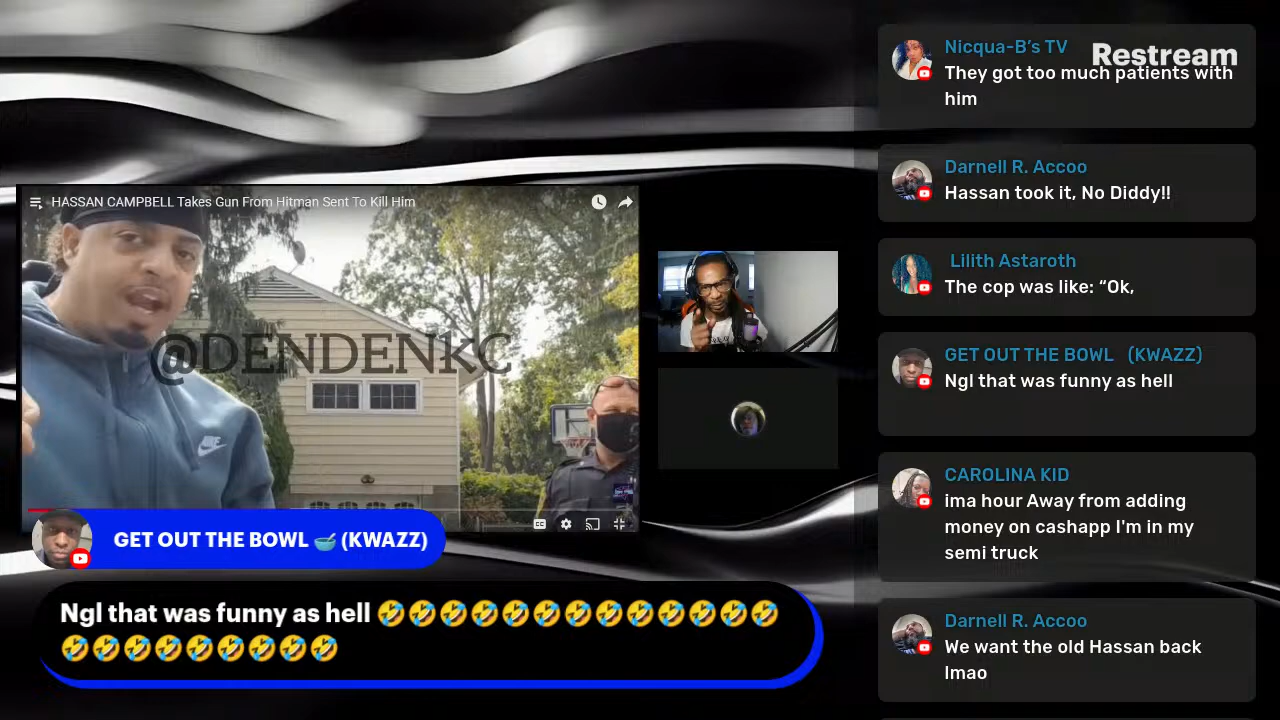 Nicqua-B's TV
Restream
They got too much patients with
him
Darnell R. Accoo
Hassan took it, No Diddy!!
HASSAN CAMPBELL Takes Gun From Hitman Sent To Kill Him
Lilith Astaroth
The cop was like: “Ok,
@DENDENKC
GET OUT THE BOWL (KWAZZ)
Ngl that was funny as hell
NIKE
CAROLINA KID
ima hour Away from adding
money on cashapp I'm in my
semi truck
CC
GET OUT THE BOWL 🥣 (KWAZZ)
Ngl that was funny as hell 🤣🤣🤣🤣🤣🤣🤣🤣🤣🤣🤣🤣🤣
🤣🤣🤣🤣🤣🤣🤣🤣🤣
Darnell R. Accoo
We want the old Hassan back
lmao